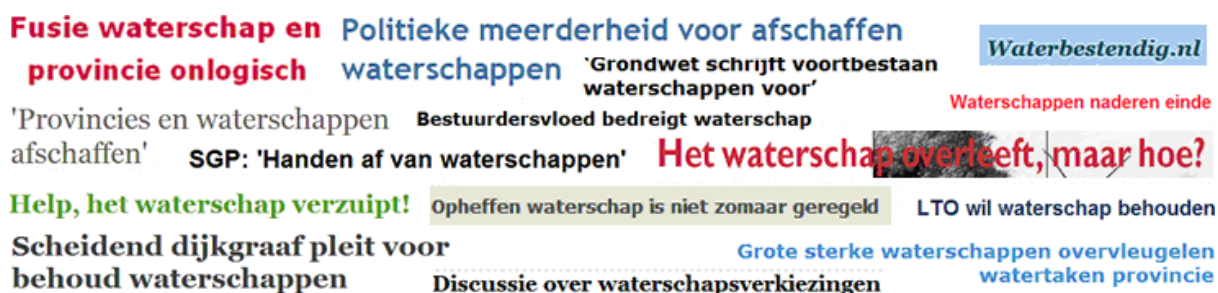 Fusie waterschap en
provincie onlogisch
Politieke meerderheid voor afschaffen
waterschappen
'Grondwet schrijft voortbestaan
waterschappen voor'
Waterbestendig.nl
Waterschappen naderen einde
'Provincies en waterschappen
afschaffen'
Bestuurdersvloed bedreigt waterschap
SGP: 'Handen af van waterschappen'
Het waterschap overleeft, maar hoe?
Help, het waterschap verzuipt!
Opheffen waterschap is niet zomaar geregeld
LTO wil waterschap behouden
Scheidend dijkgraaf pleit voor
behoud waterschappen
Discussie over waterschapsverkiezingen
Grote sterke waterschappen overvleugelen
watertaken provincie